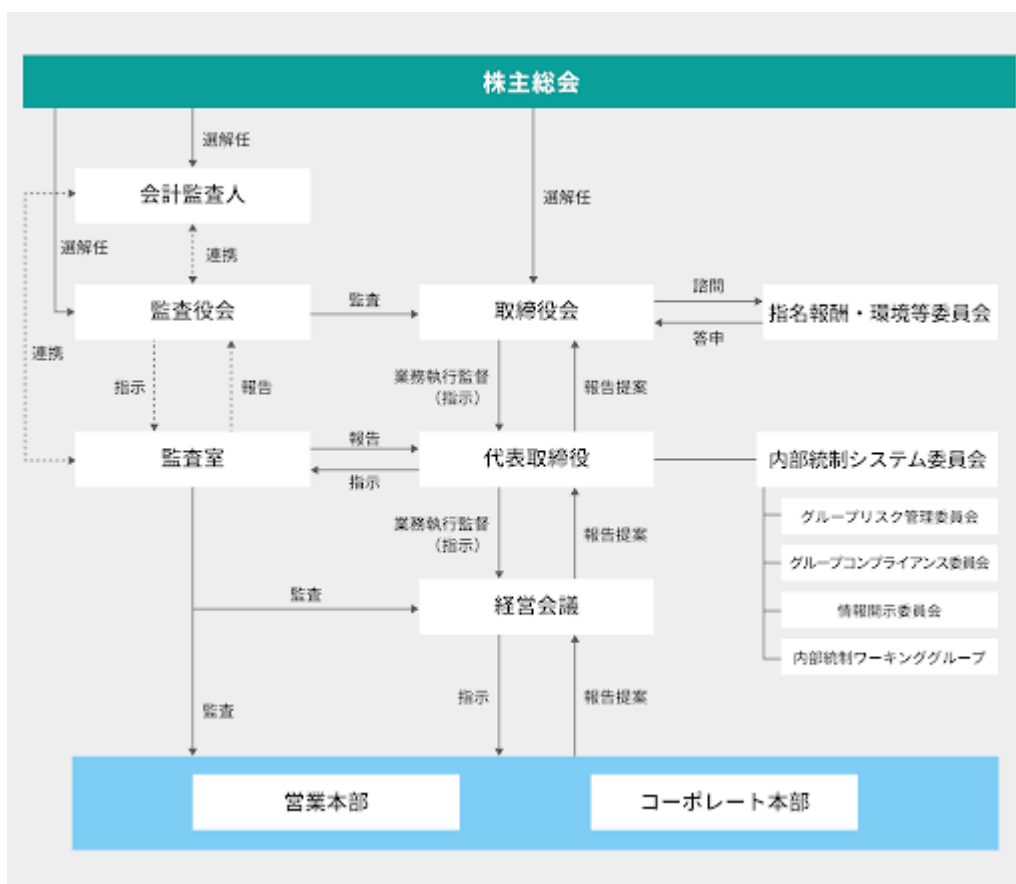 株主総会
選解任
会計監査人
選解任
選解任
連携
諮問
監査役会
監査
取締役会
指名報酬・環境等委員会
答申
連携
指示
報告
業務執行監督
（指示）
報告提案
監査室
報告
指示
代表取締役
内部統制システム委員会
グループリスク管理委員会
業務執行監督
（指示）
報告提案
グループコンプライアンス委員会
監査
経営会議
情報開示委員会
内部統制ワーキンググループ
監査
指示
報告提案
営業本部
コーポレート本部